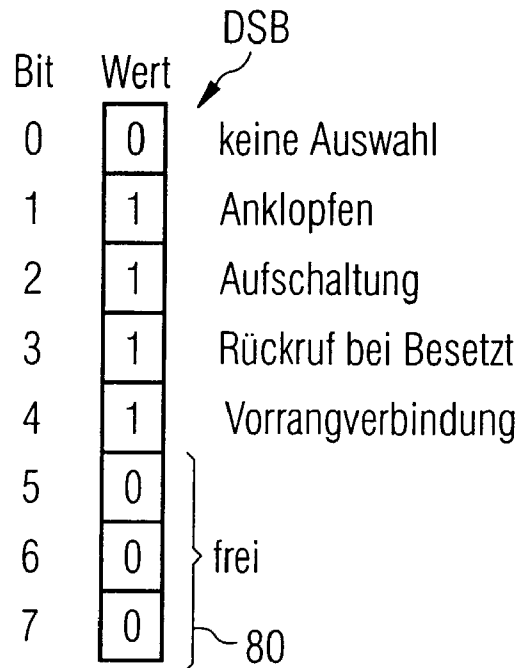 DSB
Bit Wert
0 0 keine Auswahl
1 1 Anklopfen
2 1 Aufschaltung
3 1 Rückruf bei Besetzt
4 1 Vorrangverbindung
5 0
6 0 frei
7 0
80